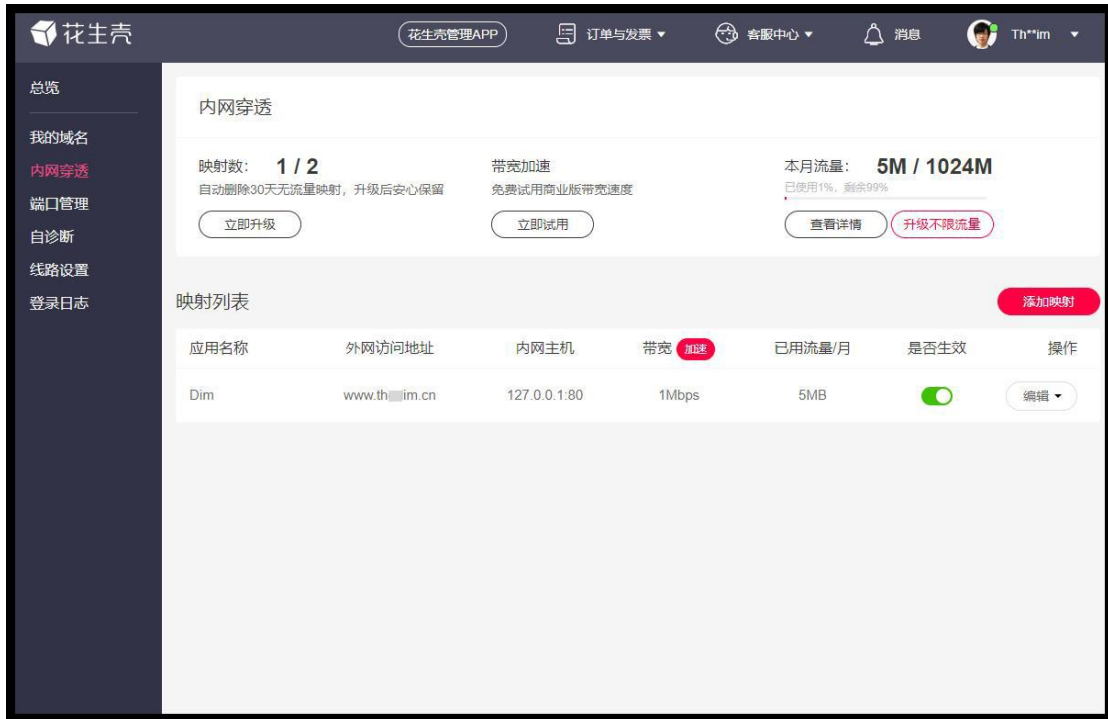 花生壳 花生壳管理APP 订单与发票 客服中心 消息 Th**im
总览
我的域名
内网穿透
端口管理
自诊断
线路设置
登录日志
内网穿透
映射数: 1 / 2
自动删除30天无流量映射，升级后安心保留
立即升级
带宽加速
免费试用商业版带宽速度
立即试用
本月流量: 5M / 1024M
已使用1%，剩余99%
查看详情 升级不限流量
映射列表 添加映射
应用名称 外网访问地址 内网主机 带宽 加速 已用流量/月 是否生效 操作
Dim www.th im.cn 127.0.0.1:80 1Mbps 5MB 编辑